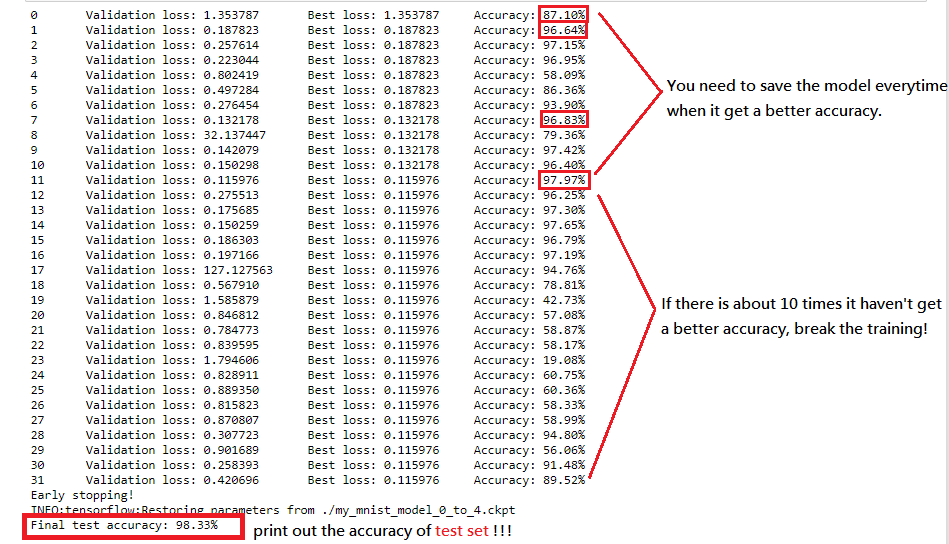 0 Validation loss: 1.353787 Best loss: 1.353787 Accuracy: 87.10%
1 Validation loss: 0.187823 Best loss: 0.187823 Accuracy: 96.64%
2 Validation loss: 0.257614 Best loss: 0.187823 Accuracy: 97.15%
3 Validation loss: 0.223044 Best loss: 0.187823 Accuracy: 96.95%
4 Validation loss: 0.802419 Best loss: 0.187823 Accuracy: 58.09%
5 Validation loss: 0.497284 Best loss: 0.187823 Accuracy: 86.36%
6 Validation loss: 0.276454 Best loss: 0.187823 Accuracy: 93.90%
7 Validation loss: 0.132178 Best loss: 0.132178 Accuracy: 96.83%
8 Validation loss: 32.137447 Best loss: 0.132178 Accuracy: 79.36%
9 Validation loss: 0.142079 Best loss: 0.132178 Accuracy: 97.42%
10 Validation loss: 0.150298 Best loss: 0.132178 Accuracy: 96.40%
11 Validation loss: 0.115976 Best loss: 0.115976 Accuracy: 97.97%
12 Validation loss: 0.275513 Best loss: 0.115976 Accuracy: 96.25%
13 Validation loss: 0.175685 Best loss: 0.115976 Accuracy: 97.30%
14 Validation loss: 0.150259 Best loss: 0.115976 Accuracy: 97.65%
15 Validation loss: 0.186303 Best loss: 0.115976 Accuracy: 96.79%
16 Validation loss: 0.197166 Best loss: 0.115976 Accuracy: 97.19%
17 Validation loss: 127.127563 Best loss: 0.115976 Accuracy: 94.76%
18 Validation loss: 0.567910 Best loss: 0.115976 Accuracy: 78.81%
19 Validation loss: 1.585879 Best loss: 0.115976 Accuracy: 42.73%
20 Validation loss: 0.846812 Best loss: 0.115976 Accuracy: 57.08%
21 Validation loss: 0.784773 Best loss: 0.115976 Accuracy: 58.87%
22 Validation loss: 0.839595 Best loss: 0.115976 Accuracy: 58.17%
23 Validation loss: 1.794606 Best loss: 0.115976 Accuracy: 19.08%
24 Validation loss: 0.828911 Best loss: 0.115976 Accuracy: 60.75%
25 Validation loss: 0.889350 Best loss: 0.115976 Accuracy: 60.36%
26 Validation loss: 0.815823 Best loss: 0.115976 Accuracy: 58.33%
27 Validation loss: 0.870807 Best loss: 0.115976 Accuracy: 58.99%
28 Validation loss: 0.307723 Best loss: 0.115976 Accuracy: 94.80%
29 Validation loss: 0.901689 Best loss: 0.115976 Accuracy: 56.06%
30 Validation loss: 0.258393 Best loss: 0.115976 Accuracy: 91.48%
31 Validation loss: 0.420696 Best loss: 0.115976 Accuracy: 89.52%
Early stopping!
INFO:tensorflow:Restoring parameters from ./my_mnist_model_0_to_4.ckpt
Final test accuracy: 98.33%
print out the accuracy of test set !!!
You need to save the model everytime
when it get a better accuracy.
If there is about 10 times it haven't get
a better accuracy, break the training!